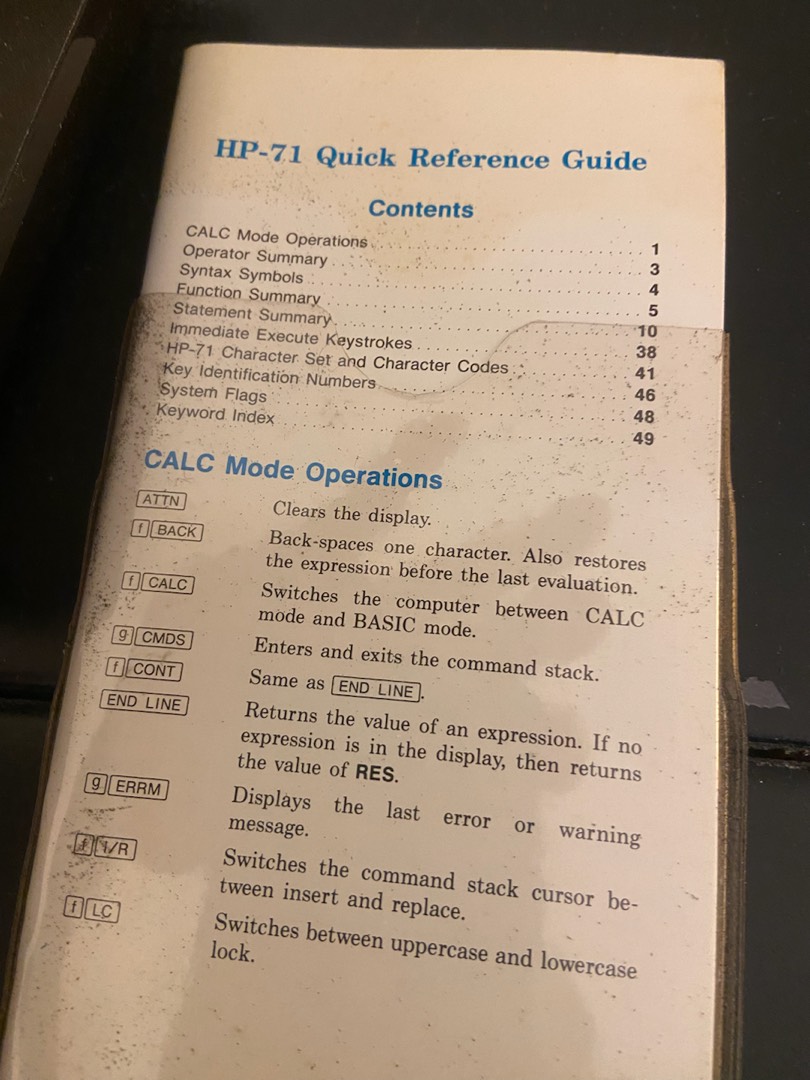 HP-71 Quick Reference Guide
Contents
CALC Mode Operations . . . . . . . . . . . . . . . . . . . . . . . . . . . 1
Operator Summary . . . . . . . . . . . . . . . . . . . . . . . . . . . 3
Syntax Symbols . . . . . . . . . . . . . . . . . . . . . . . . . . . 4
Function Summary . . . . . . . . . . . . . . . . . . . . . . . . . . . 5
Statement Summary . . . . . . . . . . . . . . . . . . . . . . . . . . . 10
Immediate Execute Keystrokes . . . . . . . . . . . . . . . . . . . . 38
HP-71 Character Set and Character Codes . . . . . . . . . . . . 41
Key Identification Numbers . . . . . . . . . . . . . . . . . . . . . . 46
System Flags . . . . . . . . . . . . . . . . . . . . . . . . . . . 48
Keyword Index . . . . . . . . . . . . . . . . . . . . . . . . . . . 49
CALC Mode Operations
ATTN Clears the display.
f BACK Back-spaces one character. Also restores
the expression before the last evaluation.
f CALC Switches the computer between CALC
mode and BASIC mode.
g CMDS Enters and exits the command stack.
f CONT Same as END LINE.
END LINE Returns the value of an expression. If no
expression is in the display, then returns
the value of RES.
g ERRM Displays the last error or warning
message.
f I/R Switches the command stack cursor be-
tween insert and replace.
f LC Switches between uppercase and lowercase
lock.